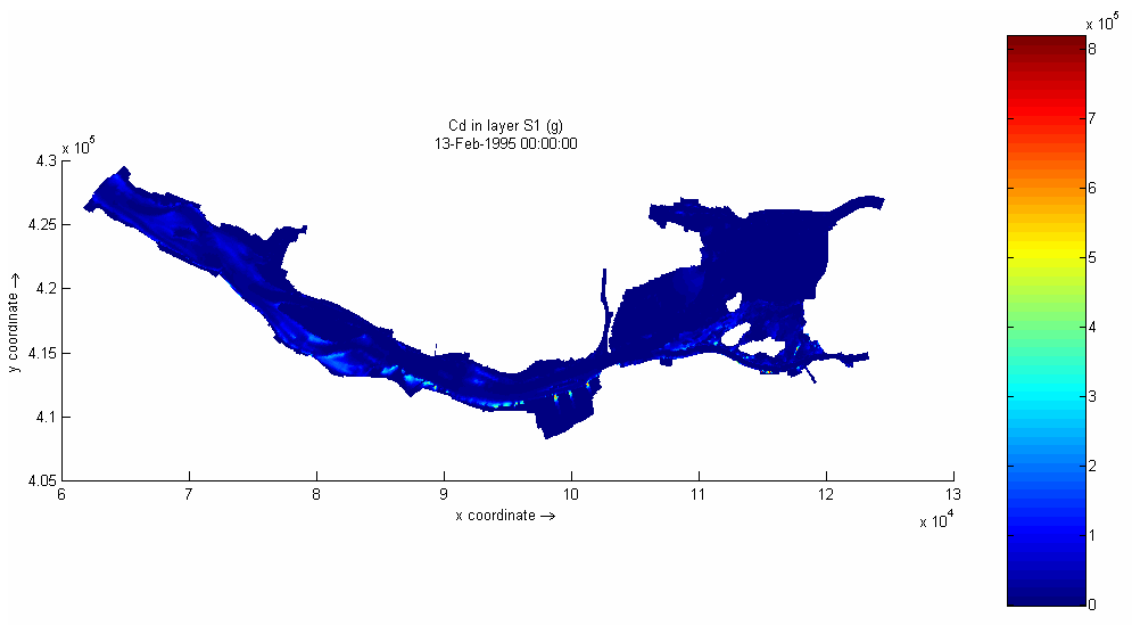 x 10^5
8
7
6
5
4
3
2
1
0
Cd in layer S1 (g)
13-Feb-1995 00:00:00
x 10^5
4.3
4.25
4.2
4.15
4.1
4.05
y coordinate →
6 7 8 9 10 11 12 13
x coordinate →
x 10^4